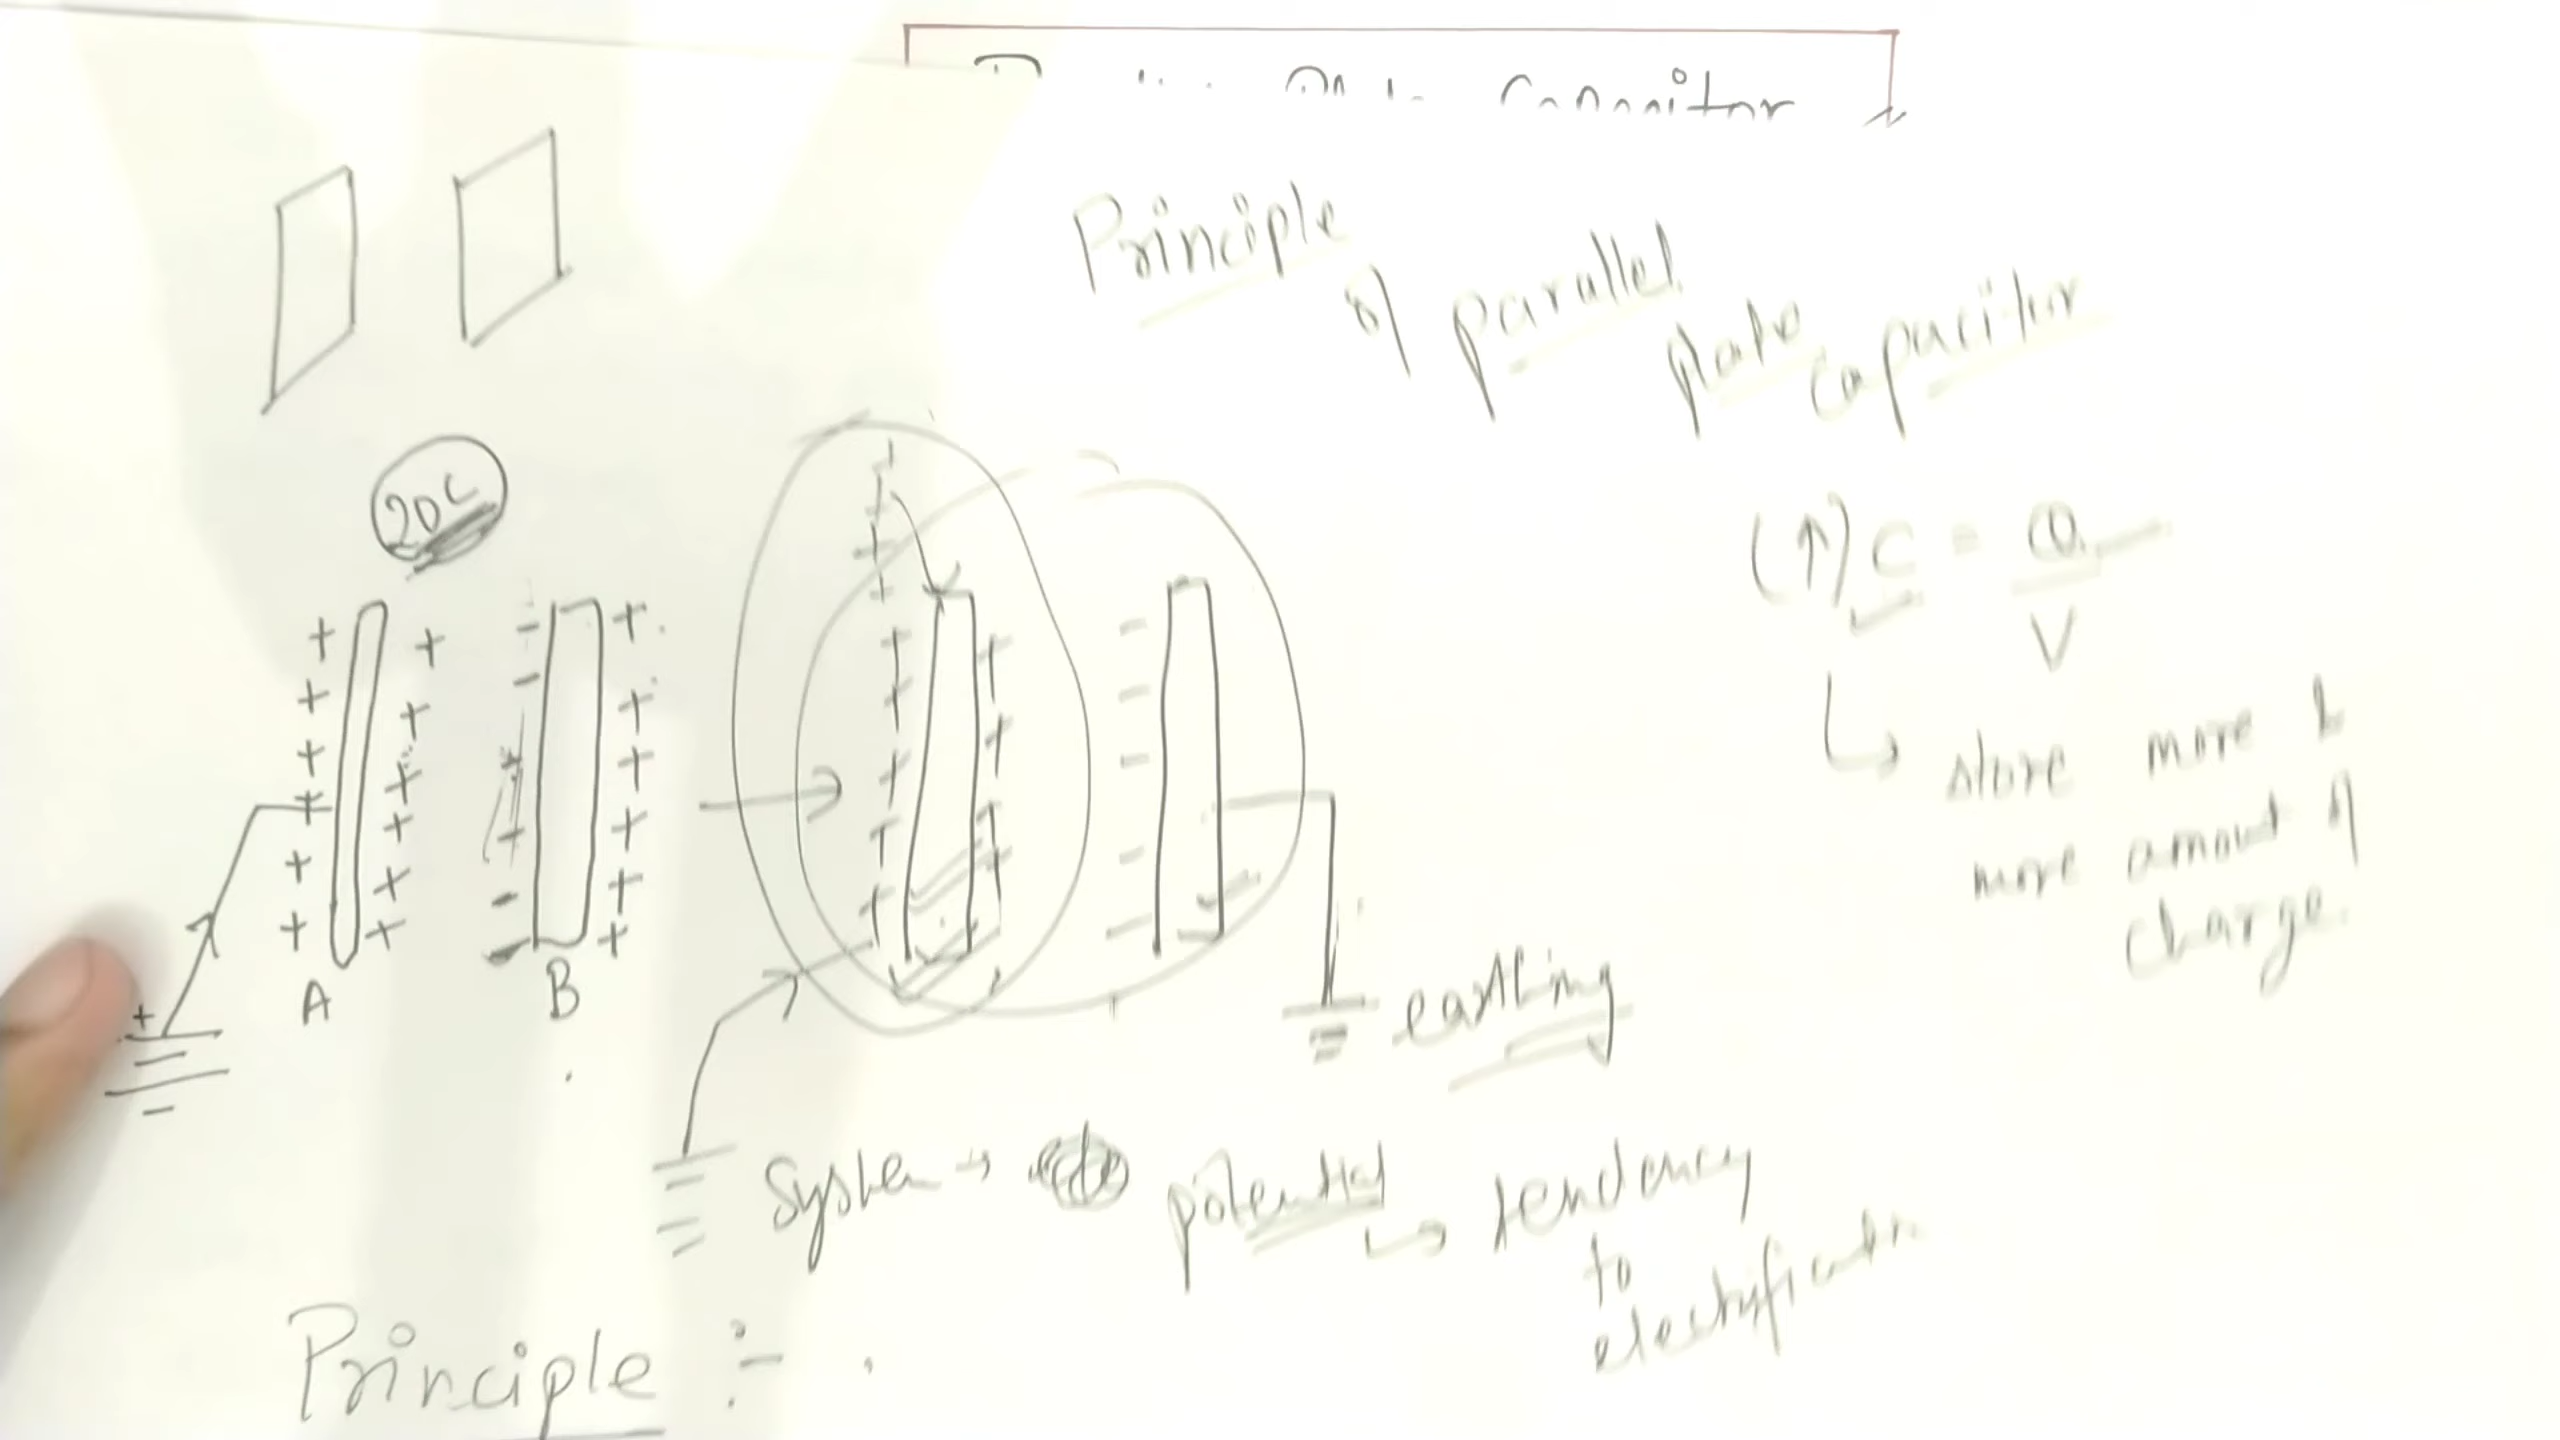 Capacitor
Principle
of parallel
plate
capacitor
20C
(↑) C = Q
V
store more &
more amount of
charge.
A
B
earthing
System → potential → tendency
to
Principle :-